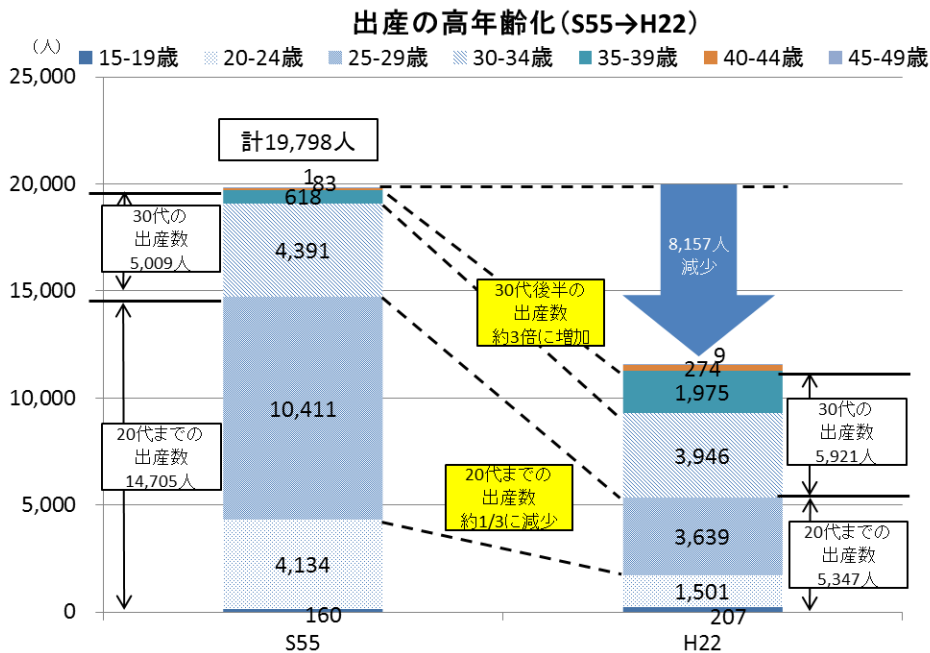 出産の高年齢化（S55→H22）
（人）
15-19歳 20-24歳 25-29歳 30-34歳 35-39歳 40-44歳 45-49歳
25,000
20,000
15,000
10,000
5,000
0
計19,798人
1
83
618
4,391
10,411
4,134
160
30代の
出産数
5,009人
20代までの
出産数
14,705人
30代後半の
出産数
約3倍に増加
20代までの
出産数
約1/3に減少
8,157人
減少
9
274
1,975
3,946
3,639
1,501
207
30代の
出産数
5,921人
20代までの
出産数
5,347人
S55
H22